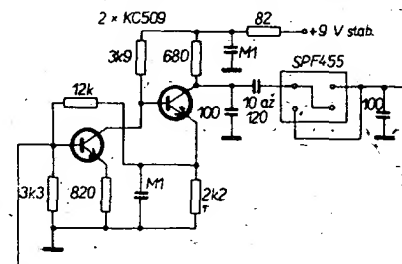 2 × KC509
82
+9 V stab.
3k9
680
M1
SPF455
12k
100
10 až
120
100
3k3
820
M1
2k2
T